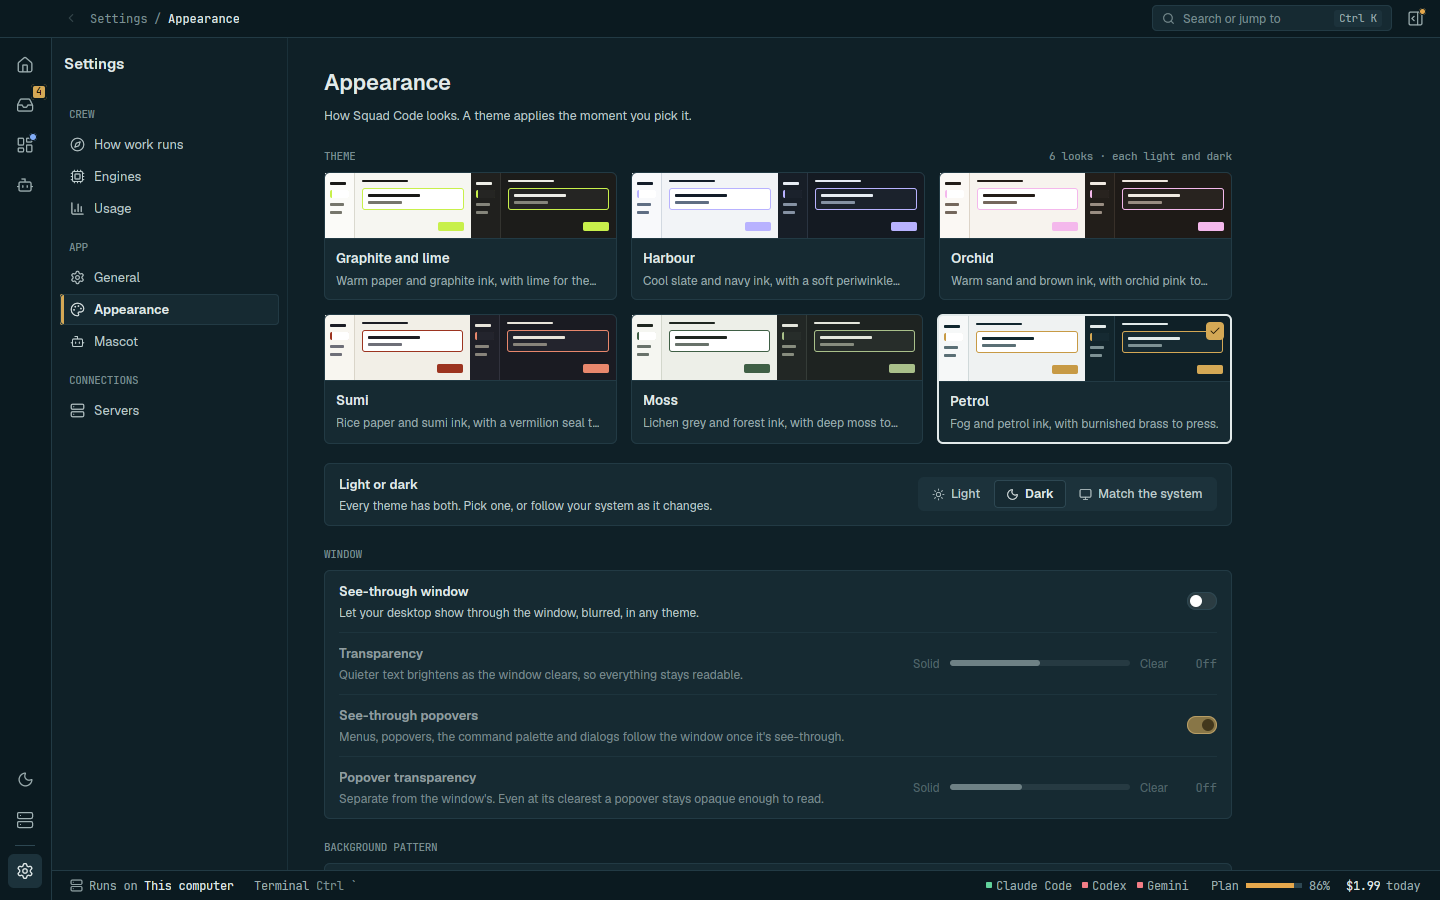 Settings / Appearance
Search or jump to
Ctrl K
4
Settings
CREW
How work runs
Engines
Usage
APP
General
Appearance
Mascot
CONNECTIONS
Servers
Appearance
How Squad Code looks. A theme applies the moment you pick it.
THEME
6 looks · each light and dark
Graphite and lime
Warm paper and graphite ink, with lime for the…
Harbour
Cool slate and navy ink, with a soft periwinkle…
Orchid
Warm sand and brown ink, with orchid pink to…
Sumi
Rice paper and sumi ink, with a vermilion seal t…
Moss
Lichen grey and forest ink, with deep moss to…
Petrol
Fog and petrol ink, with burnished brass to press.
Light or dark
Every theme has both. Pick one, or follow your system as it changes.
Light
Dark
Match the system
WINDOW
See-through window
Let your desktop show through the window, blurred, in any theme.
Transparency
Quieter text brightens as the window clears, so everything stays readable.
Solid
Clear
Off
See-through popovers
Menus, popovers, the command palette and dialogs follow the window once it's see-through.
Popover transparency
Separate from the window's. Even at its clearest a popover stays opaque enough to read.
Solid
Clear
Off
BACKGROUND PATTERN
Runs on This computer
Terminal Ctrl `
Claude Code
Codex
Gemini
Plan
86%
$1.99 today